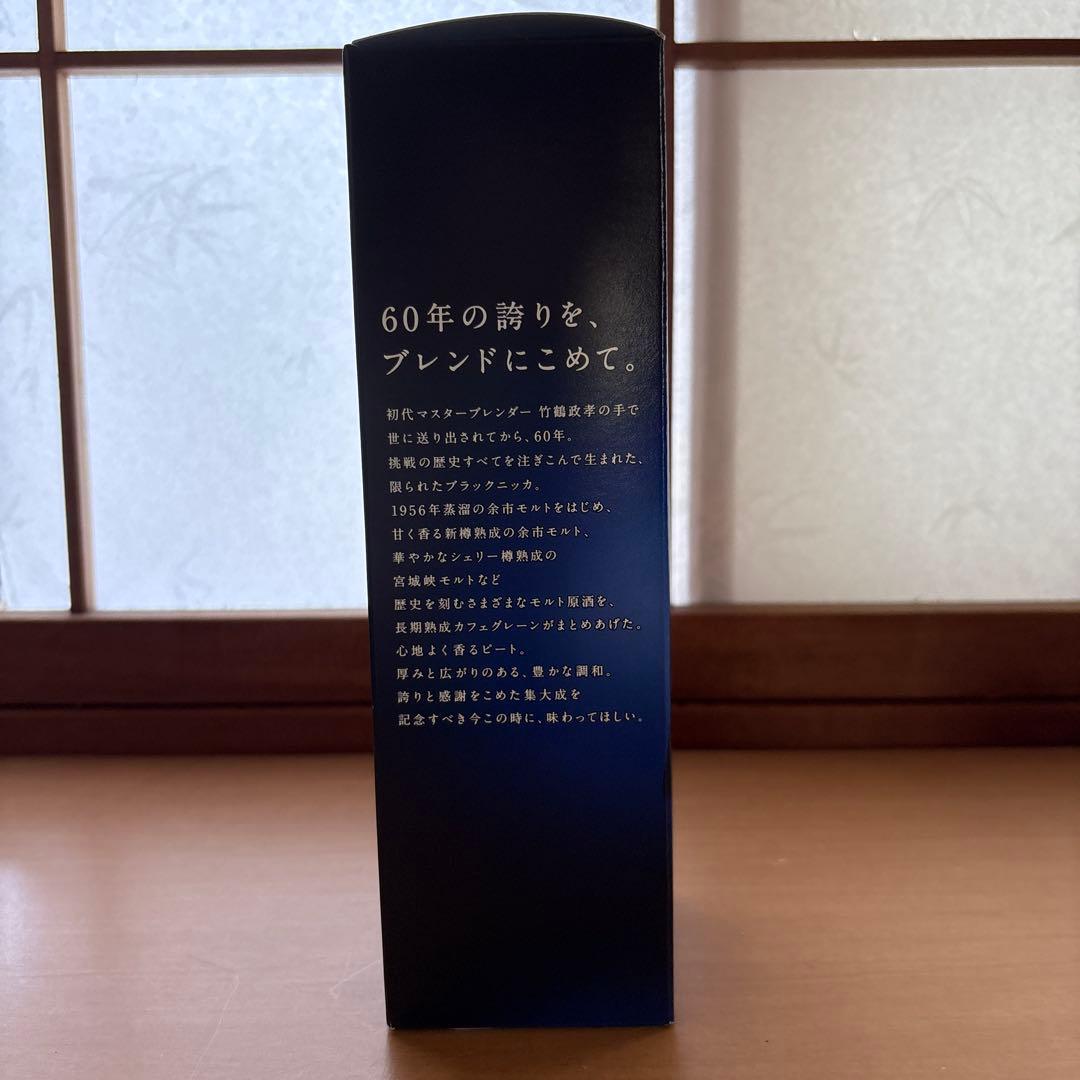 60年の誇りを、
ブレンドにこめて。
初代マスターブレンダー 竹鶴政孝の手で
世に送り出されてから、60年。
挑戦の歴史すべてを注ぎこんで生まれた、
限られたブラックニッカ。
1956年蒸溜の余市モルトをはじめ、
甘く香る新樽熟成の余市モルト、
華やかなシェリー樽熟成の
宮城峡モルトなど
歴史を刻むさまざまなモルト原酒を、
長期熟成カフェグレーンがまとめあげた。
心地よく香るピート。
厚みと広がりのある、豊かな調和。
誇りと感謝をこめた集大成を
記念すべき今この時に、味わってほしい。